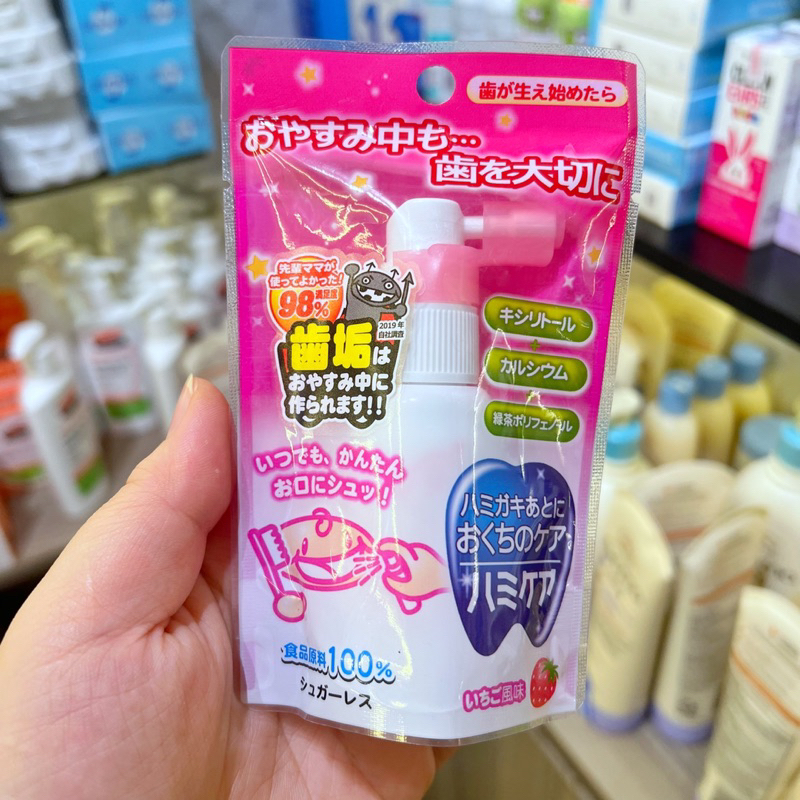 歯が生え始めたら
おやすみ中も…
歯を大切に
先輩ママが
使ってよかった!
満足度
98%
2019年
自社調査
歯垢は
おやすみ中に
作られます!!
キシリトール
+
カルシウム
+
緑茶ポリフェノール
いつでも、かんたん
お口にシュッ!
ハミガキあとに
おくちのケア
ハミケア
食品原料100%
シュガーレス
いちご風味